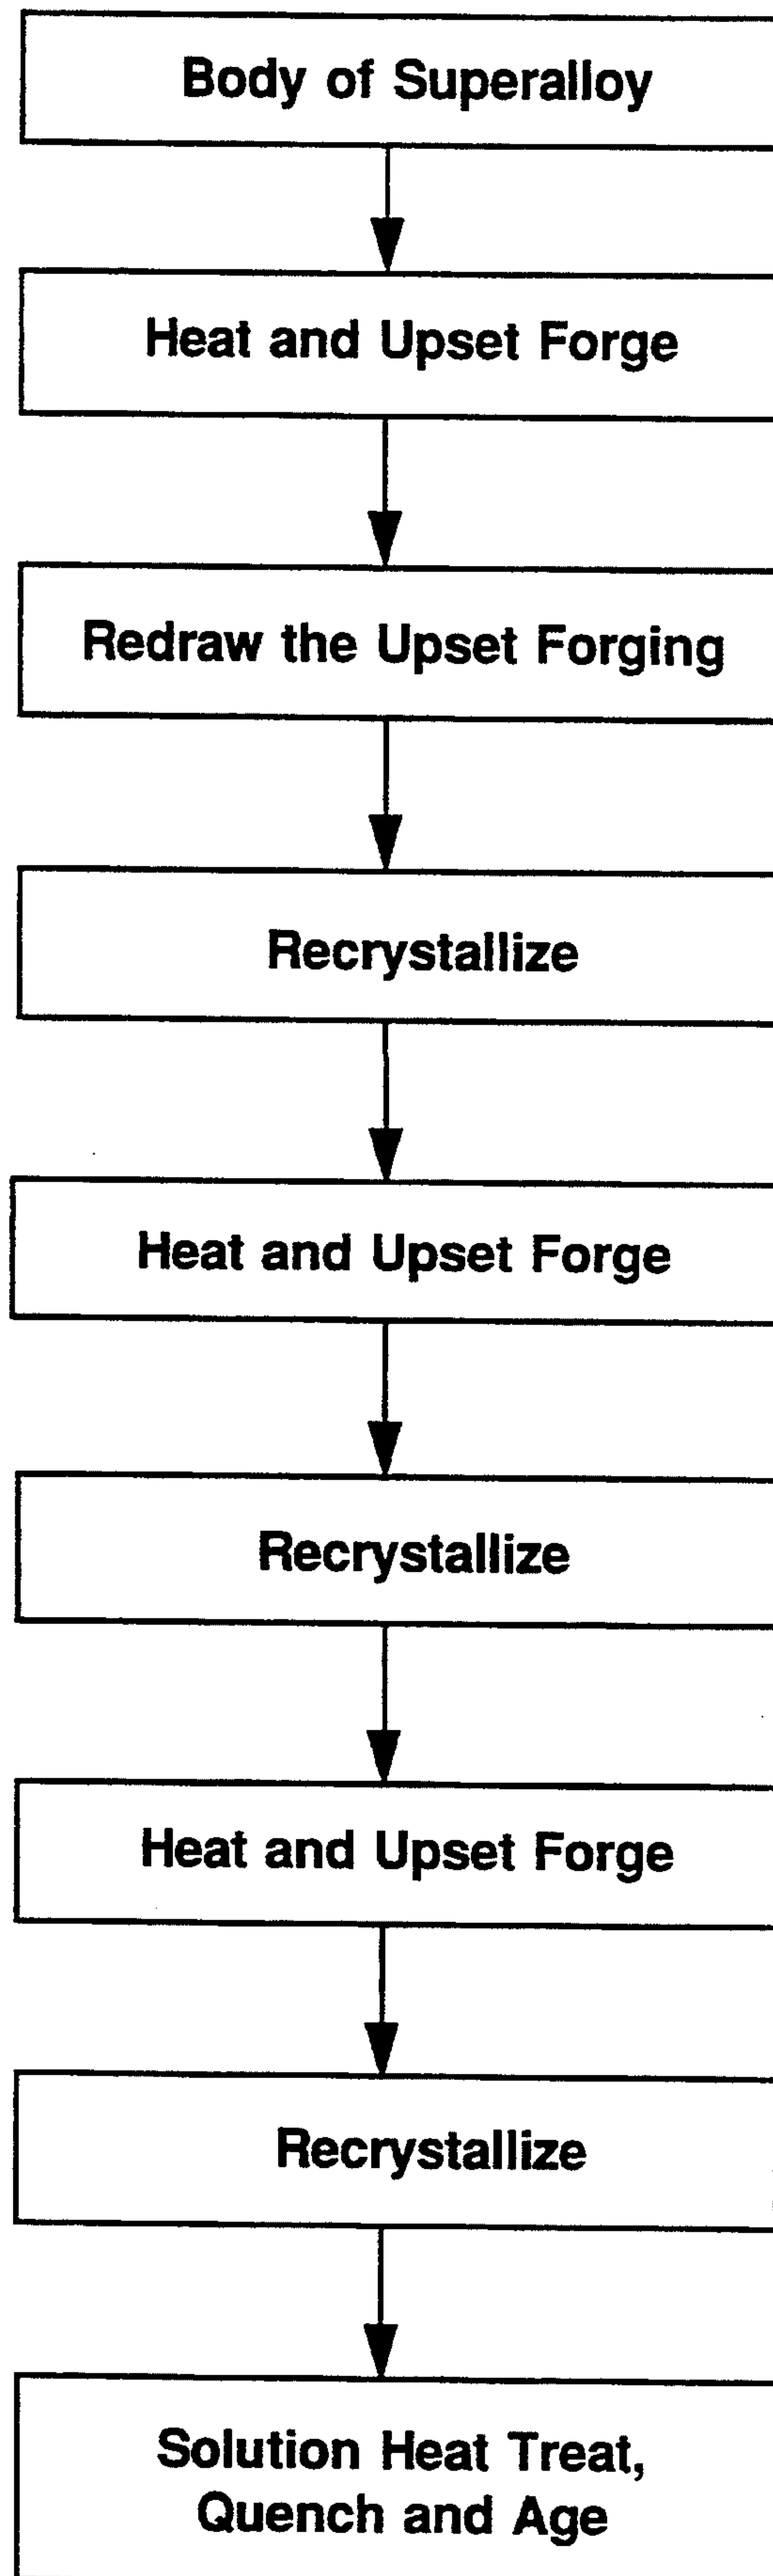 Body of Superalloy
Heat and Upset Forge
Redraw the Upset Forging
Recrystallize
Heat and Upset Forge
Recrystallize
Heat and Upset Forge
Recrystallize
Solution Heat Treat,
Quench and Age